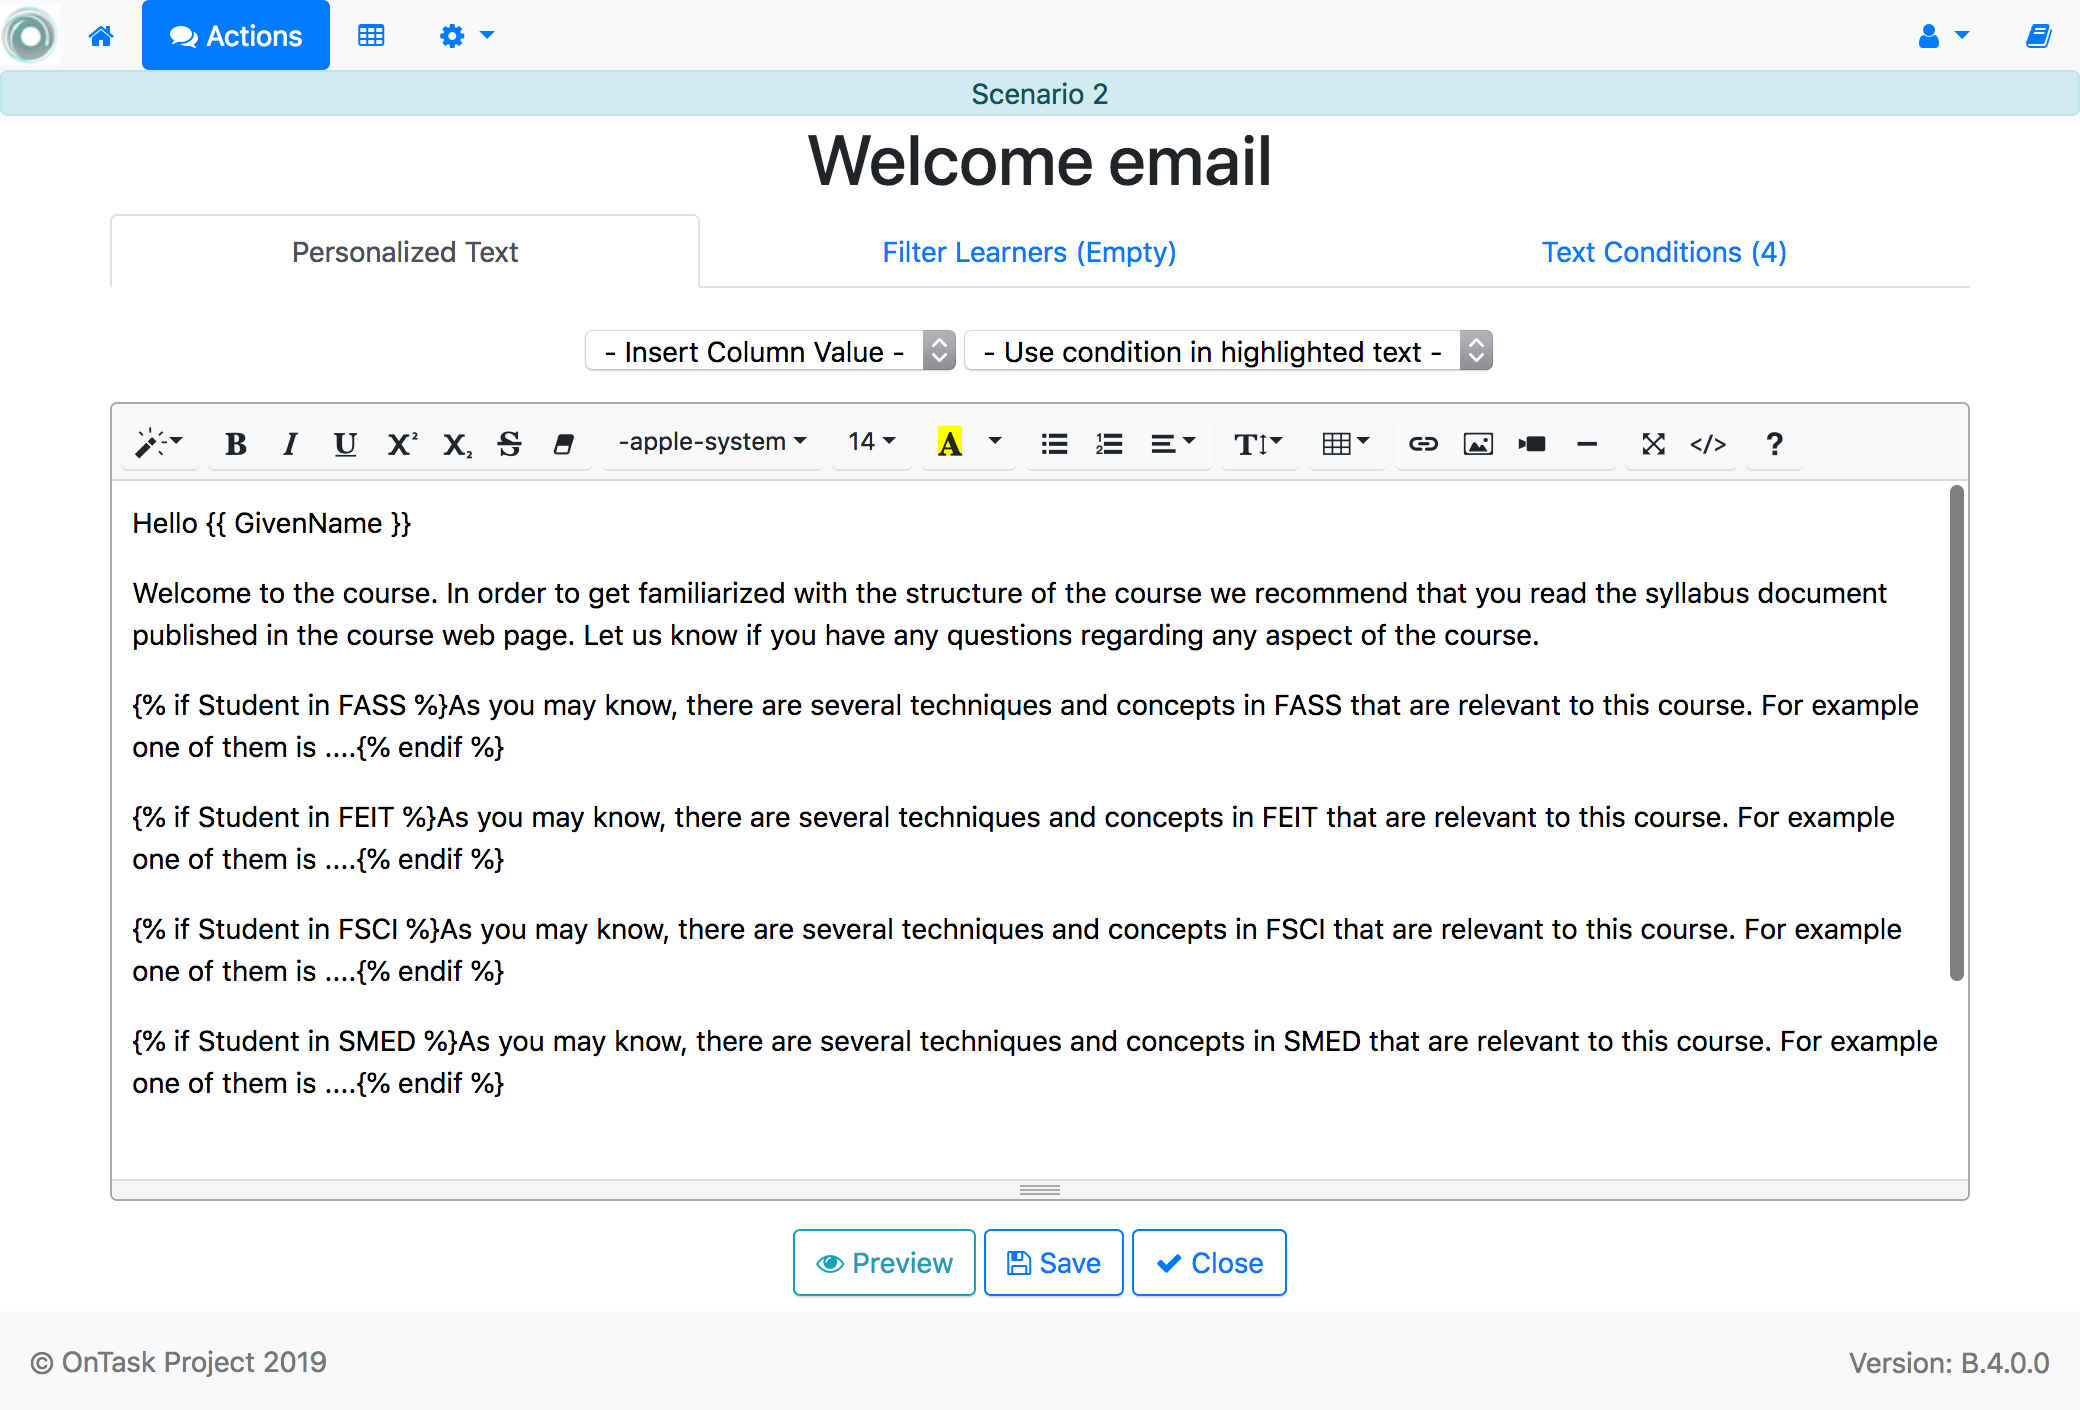 Actions
Scenario 2
Welcome email
Personalized Text
Filter Learners (Empty)
Text Conditions (4)
- Insert Column Value -
- Use condition in highlighted text -
B I U X² X₂ S -apple-system 14 A T </> ?
Hello {{ GivenName }}
Welcome to the course. In order to get familiarized with the structure of the course we recommend that you read the syllabus document
published in the course web page. Let us know if you have any questions regarding any aspect of the course.
{% if Student in FASS %}As you may know, there are several techniques and concepts in FASS that are relevant to this course. For example
one of them is ....{% endif %}
{% if Student in FEIT %}As you may know, there are several techniques and concepts in FEIT that are relevant to this course. For example
one of them is ....{% endif %}
{% if Student in FSCI %}As you may know, there are several techniques and concepts in FSCI that are relevant to this course. For example
one of them is ....{% endif %}
{% if Student in SMED %}As you may know, there are several techniques and concepts in SMED that are relevant to this course. For example
one of them is ....{% endif %}
Preview
Save
Close
© OnTask Project 2019
Version: B.4.0.0